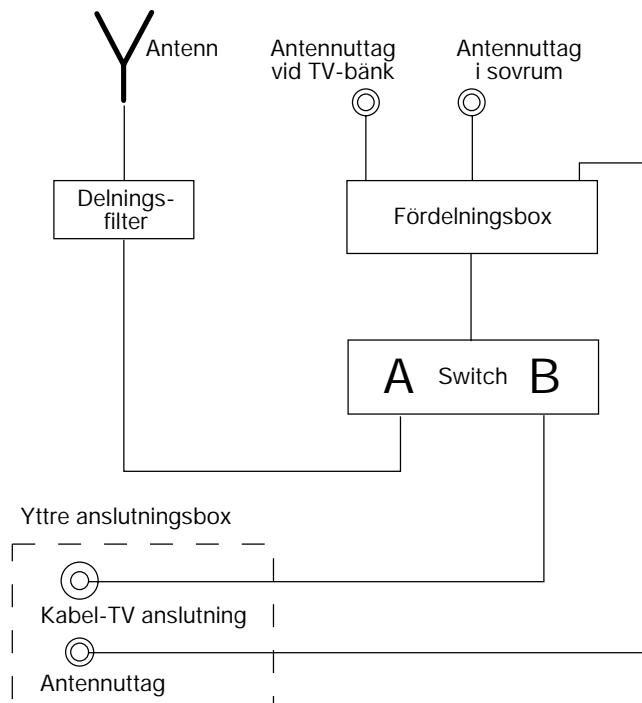 Antenn
Antennuttag
vid TV-bänk
Antennuttag
i sovrum
Delnings-
filter
Fördelningsbox
A Switch B
Yttre anslutningsbox
Kabel-TV anslutning
Antennuttag